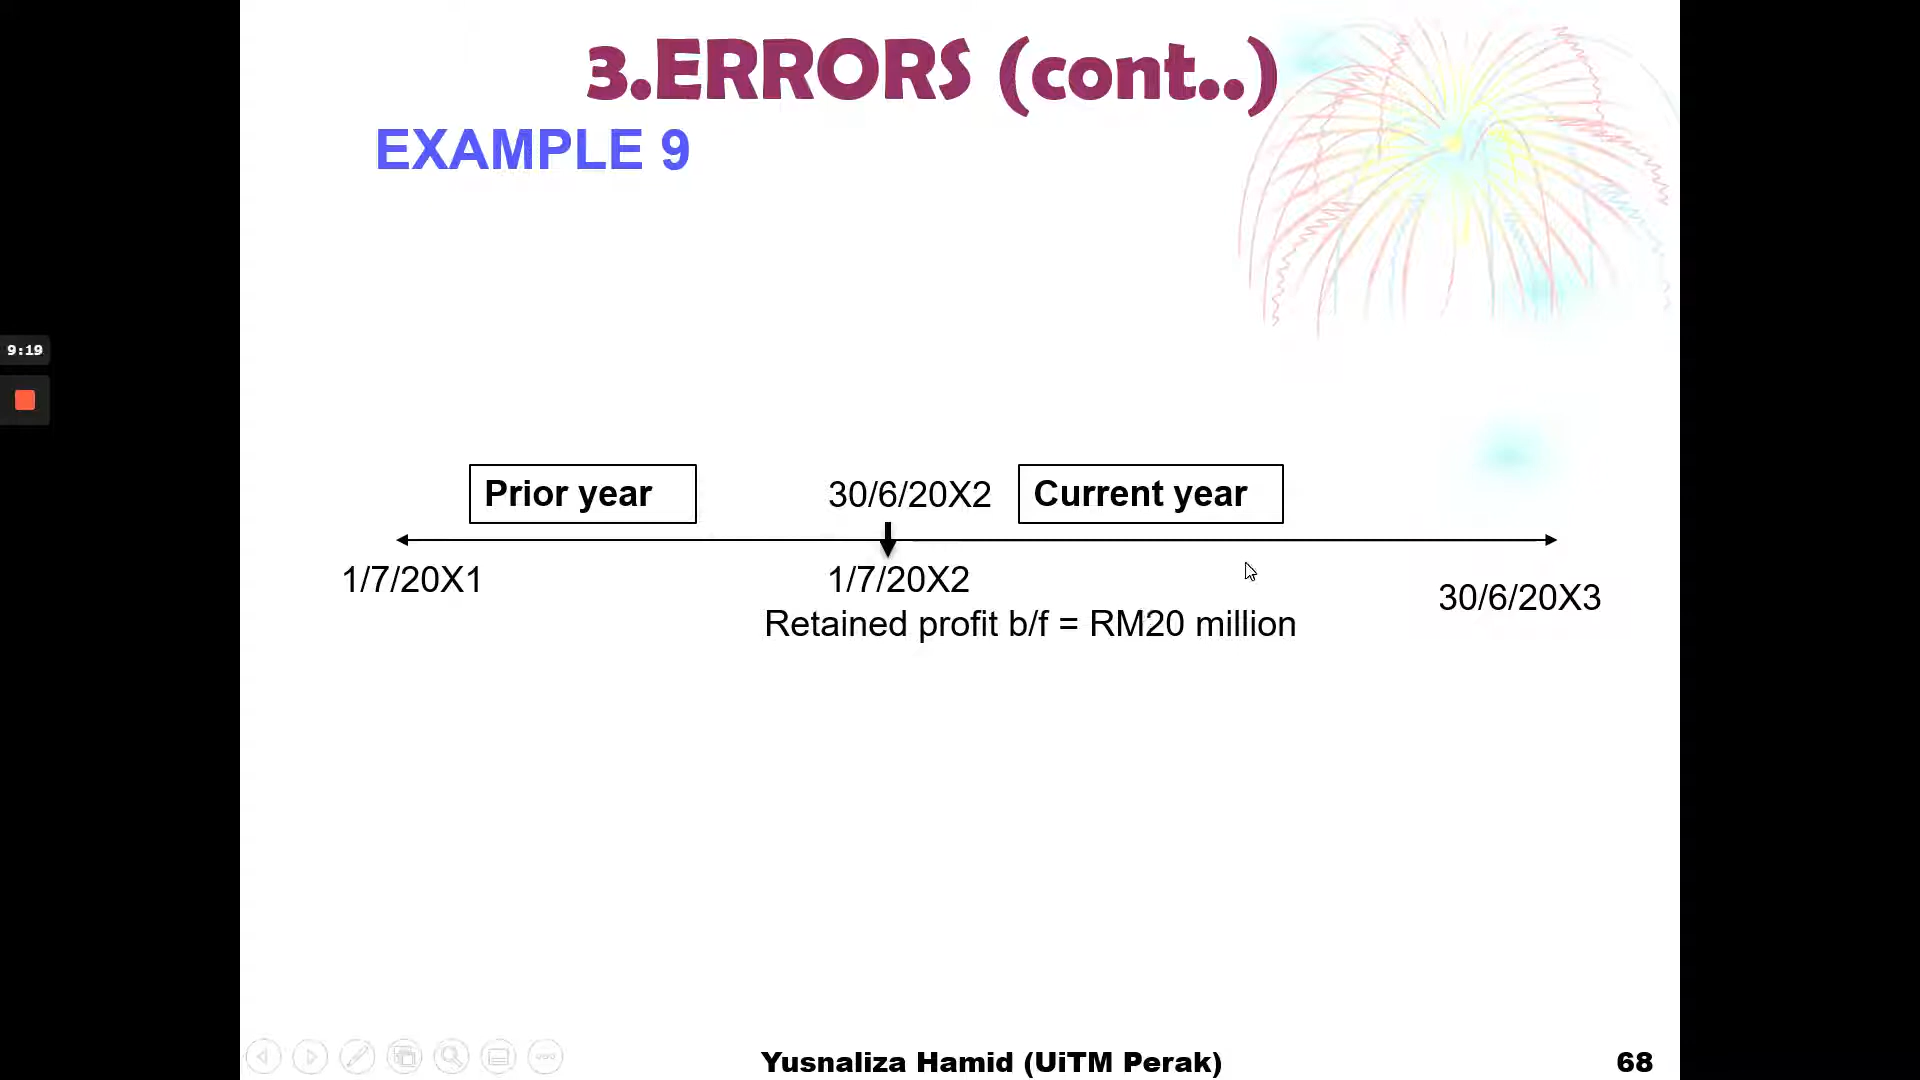 3.ERRORS (cont..)
EXAMPLE 9
9:19
Prior year
30/6/20X2
Current year
1/7/20X1
1/7/20X2
30/6/20X3
Retained profit b/f = RM20 million
Yusnaliza Hamid (UiTM Perak)
68